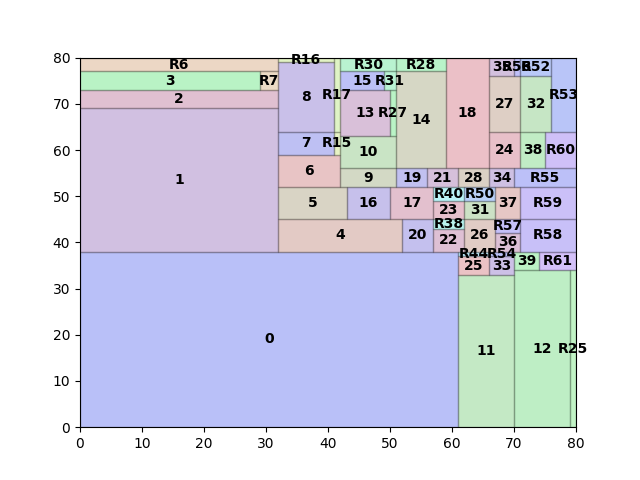 R16
80 R6 R30 R28 35 R56 R52
3 R7 15 R31
70 2 8 R17 13 R27 14 18 27 32 R53
60 7 R15 10 24 38 R60
1 6 9 19 21 28 34 R55
50 5 16 17 R40 R50 37 R59
23 31
40 4 20 R38 26 R57 R58
22 36
R44 R54
25 33 39 R61
30
20 0 11 12 R25
10
0
0 10 20 30 40 50 60 70 80